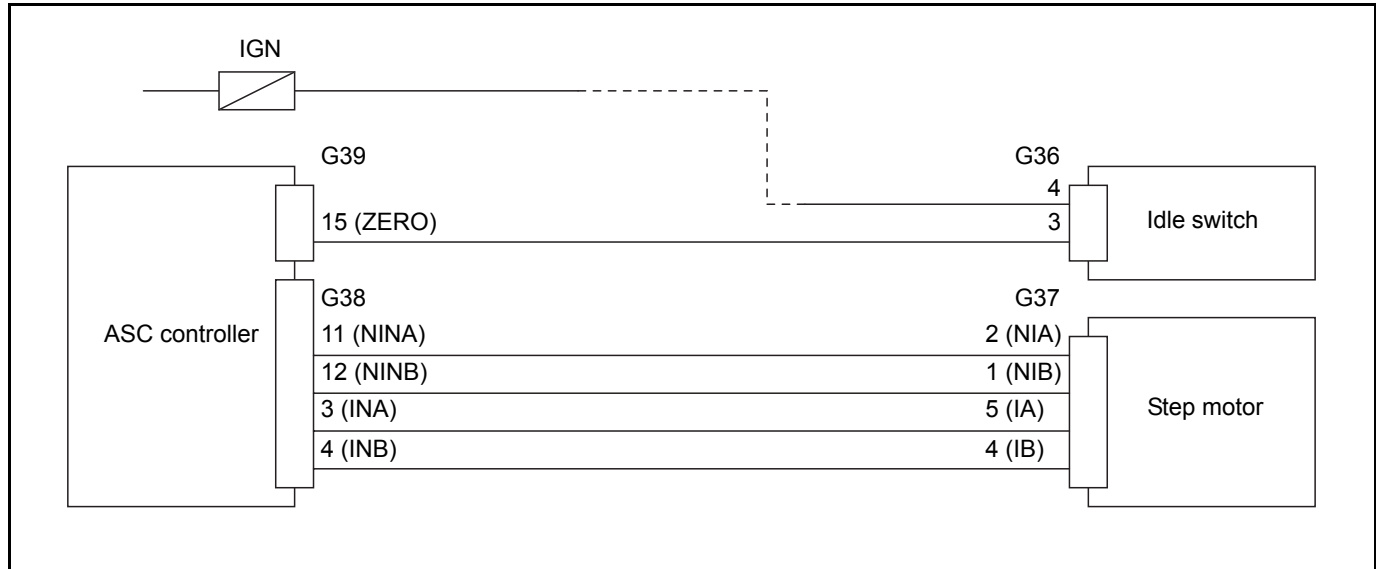 IGN
G39
G36
4
15 (ZERO)
3
Idle switch
G38
G37
ASC controller
11 (NINA)
2 (NIA)
12 (NINB)
1 (NIB)
3 (INA)
5 (IA)
Step motor
4 (INB)
4 (IB)